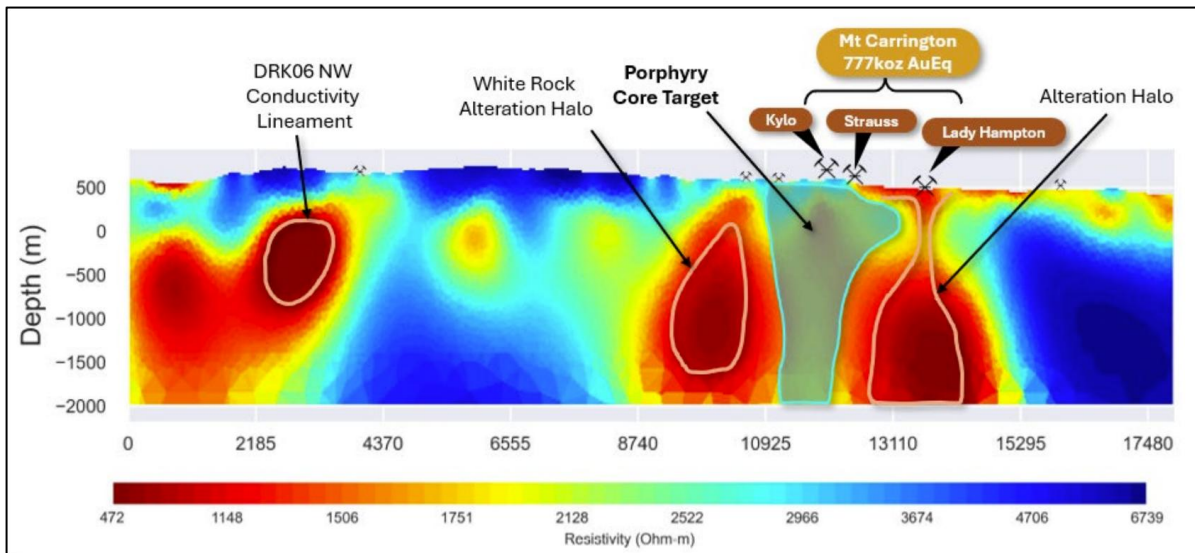 Mt Carrington
777koz AuEq
DRK06 NW
Conductivity
Lineament
White Rock
Alteration Halo
Porphyry
Core Target
Kylo
Strauss
Lady Hampton
Alteration Halo
Depth (m)
500
0
−500
−1000
−1500
−2000
0 2185 4370 6555 8740 10925 13110 15295 17480
472 1148 1506 1751 2128 2522 2966 3674 4706 6739
Resistivity (Ohm-m)